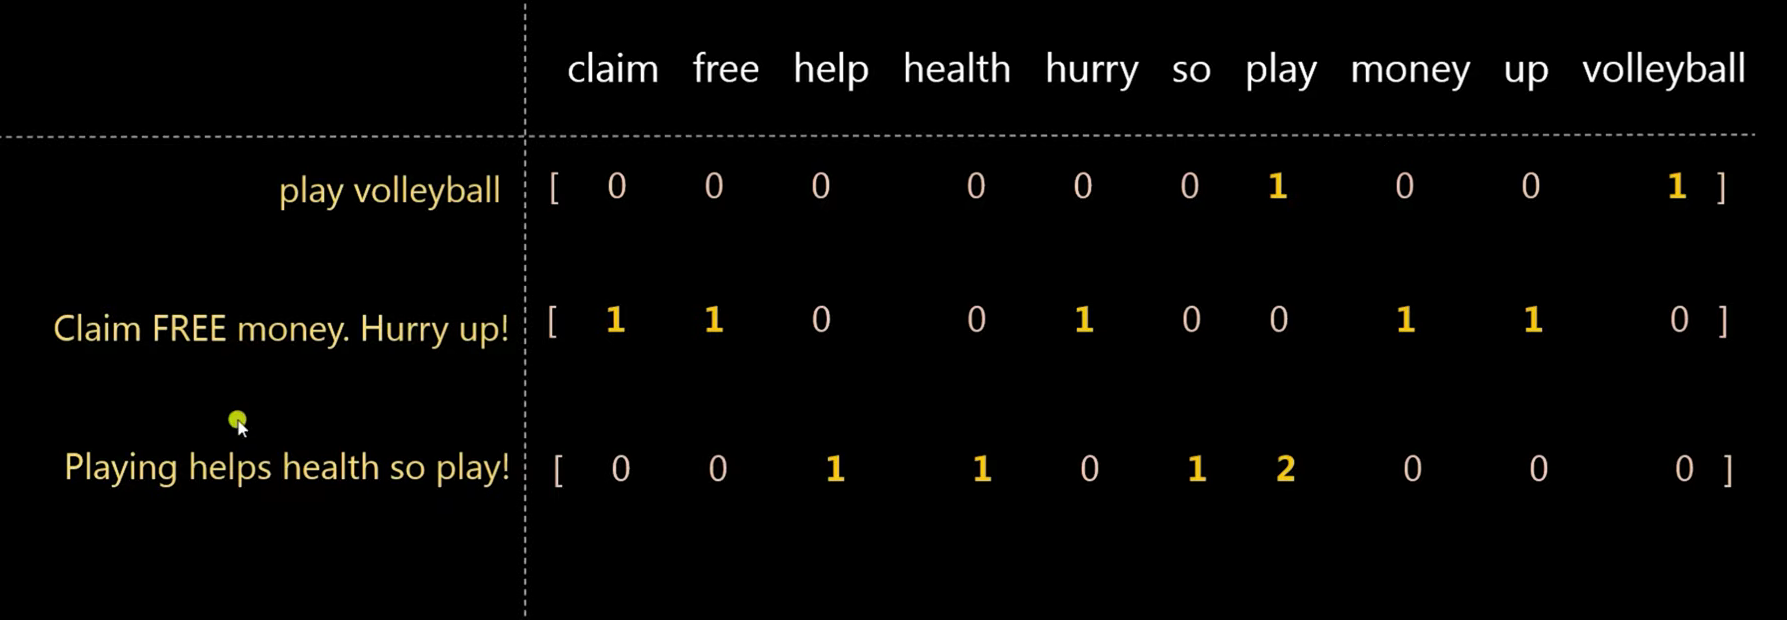 claim free help health hurry so play money up volleyball
play volleyball [ 0 0 0 0 0 0 1 0 0 1 ]
Claim FREE money. Hurry up! [ 1 1 0 0 1 0 0 1 1 0 ]
Playing helps health so play! [ 0 0 1 1 0 1 2 0 0 0 ]